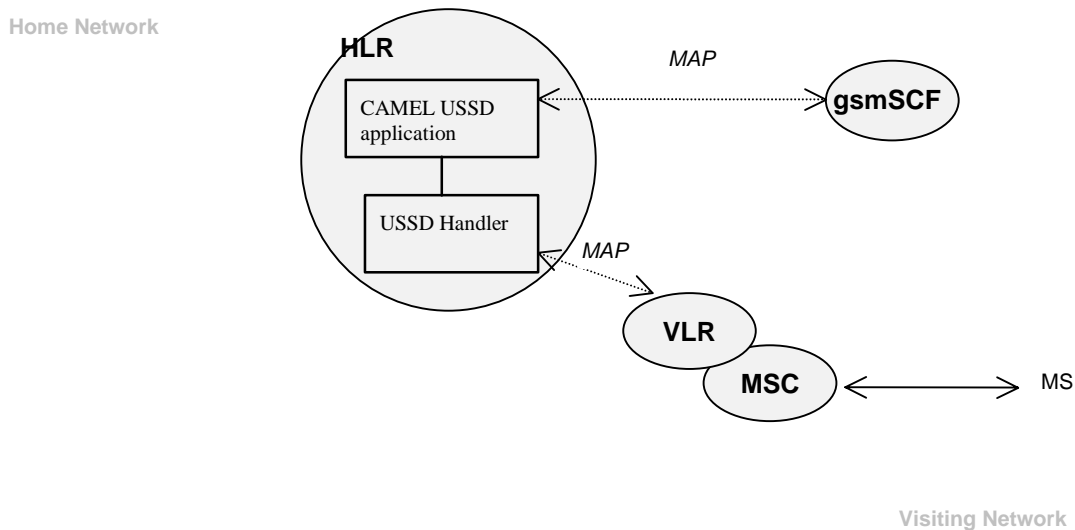 Home Network
HLR
MAP
CAMEL USSD
application
gsmSCF
USSD Handler
MAP
VLR
MSC
MS
Visiting Network